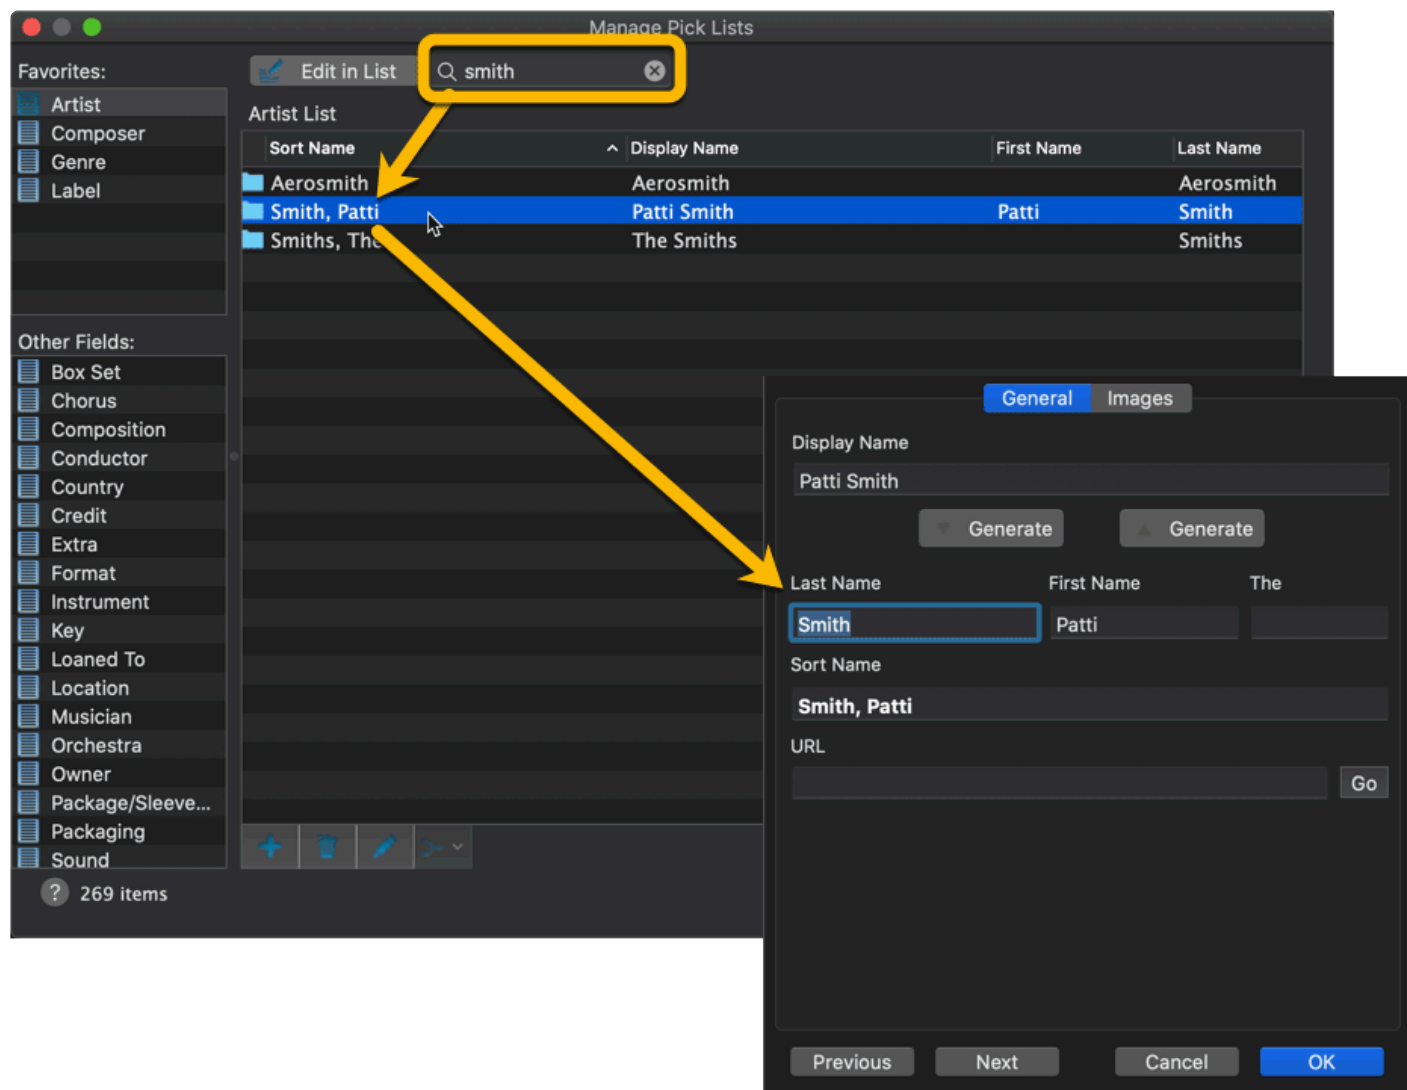 Manage Pick Lists
Favorites:
Artist
Composer
Genre
Label
Other Fields:
Box Set
Chorus
Composition
Conductor
Country
Credit
Extra
Format
Instrument
Key
Loaned To
Location
Musician
Orchestra
Owner
Package/Sleeve...
Packaging
Sound
? 269 items
Edit in List
smith
Artist List
Sort Name Display Name First Name Last Name
Aerosmith Aerosmith Aerosmith
Smith, Patti Patti Smith Patti Smith
Smiths, The The Smiths Smiths
General Images
Display Name
Patti Smith
Generate Generate
Last Name First Name The
Smith Patti
Sort Name
Smith, Patti
URL
Go
Previous Next Cancel OK